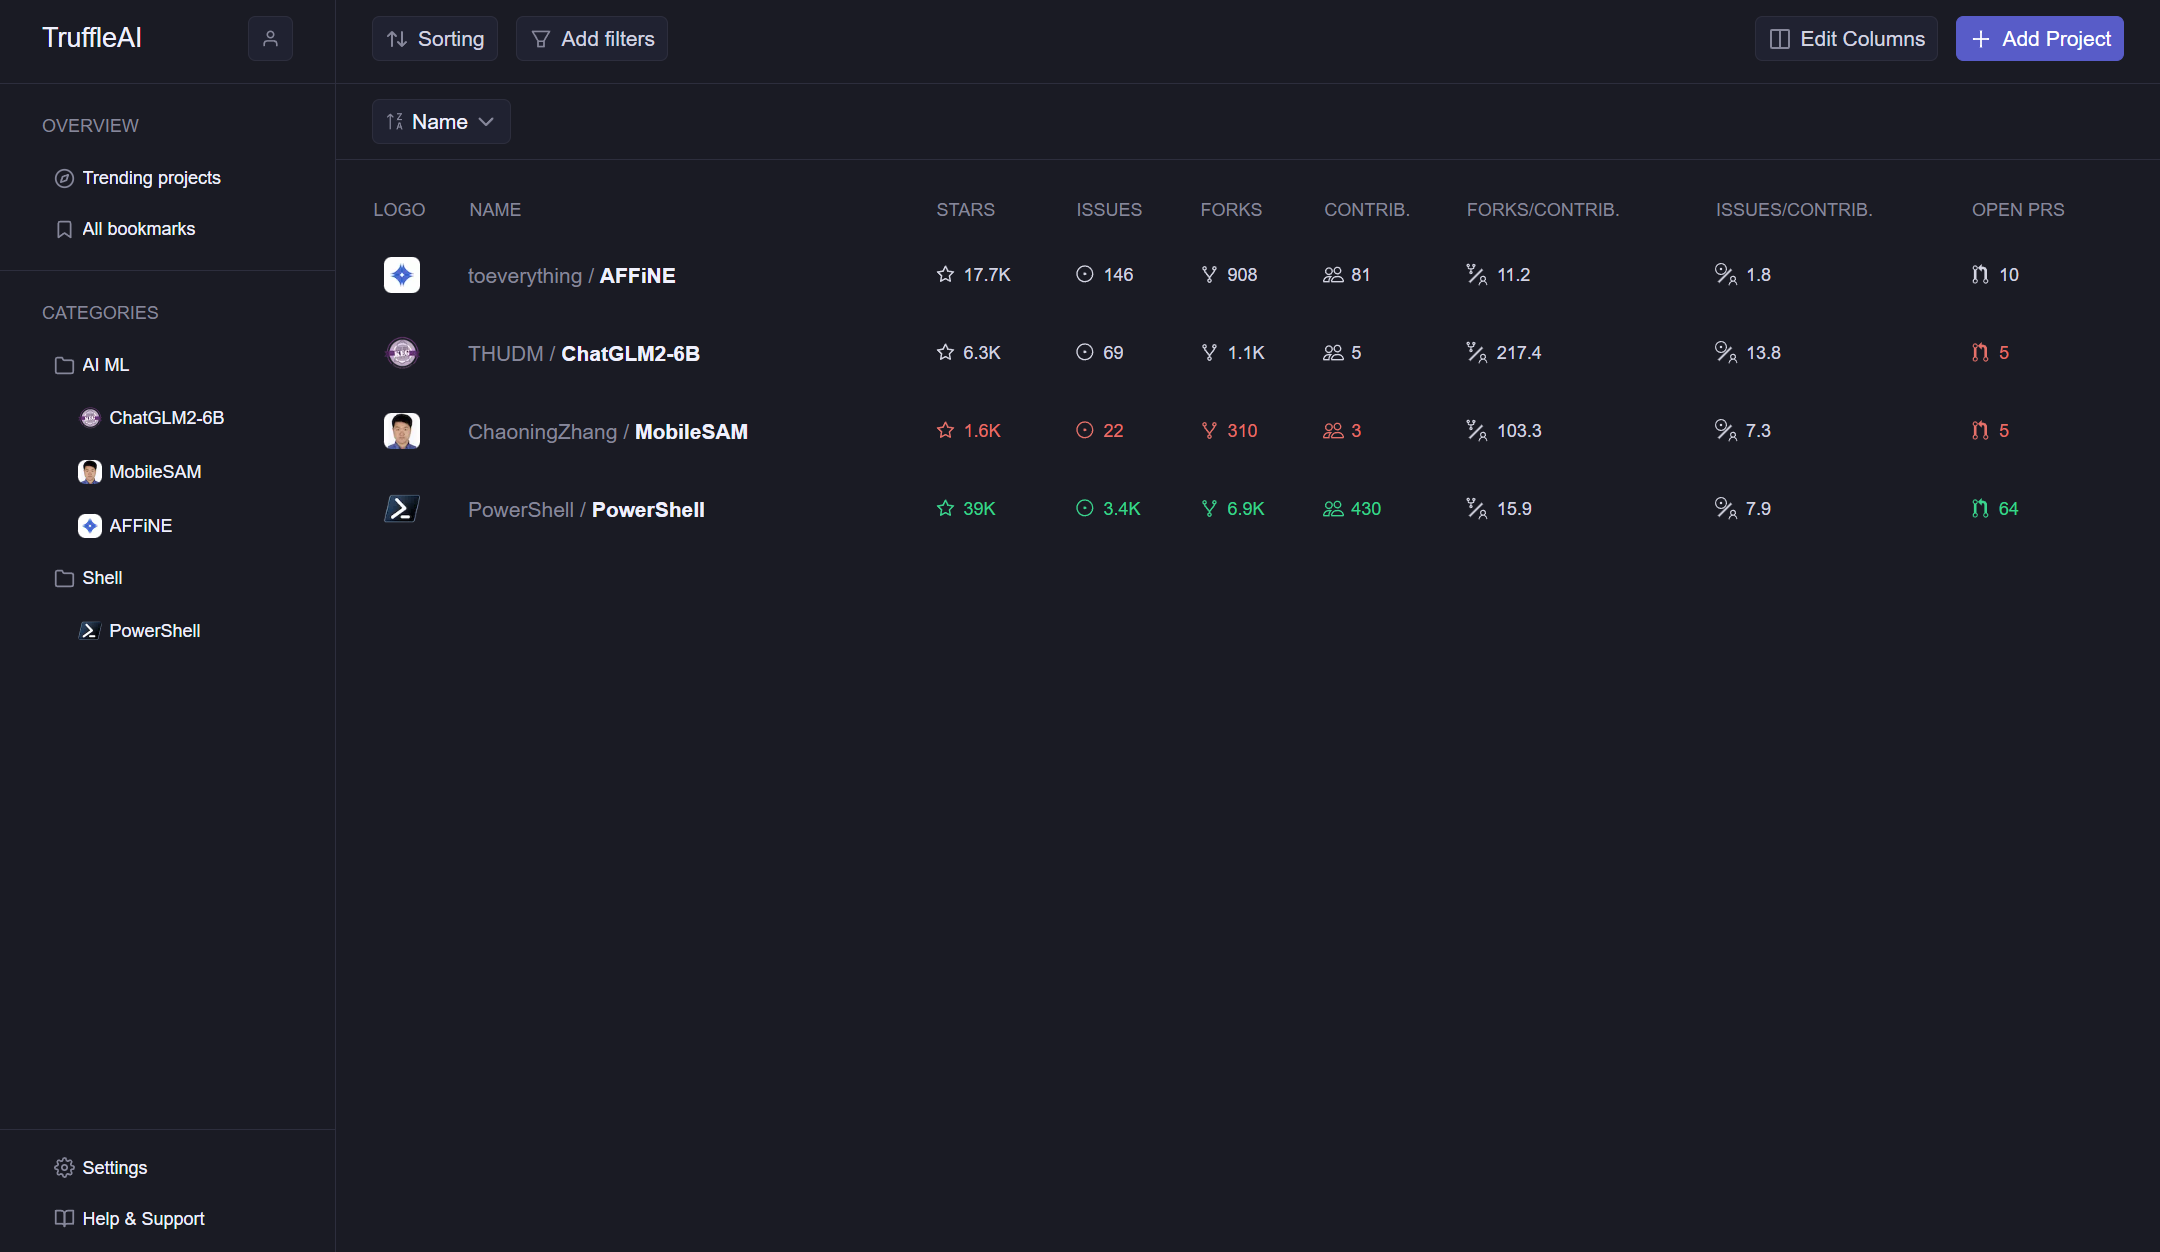 TruffleAI
Sorting
Add filters
Edit Columns
Add Project
OVERVIEW
Trending projects
All bookmarks
CATEGORIES
AI ML
ChatGLM2-6B
MobileSAM
AFFiNE
Shell
PowerShell
Settings
Help & Support
Name
LOGO NAME STARS ISSUES FORKS CONTRIB. FORKS/CONTRIB. ISSUES/CONTRIB. OPEN PRS
toeverything / AFFiNE 17.7K 146 908 81 11.2 1.8 10
THUDM / ChatGLM2-6B 6.3K 69 1.1K 5 217.4 13.8 5
ChaoningZhang / MobileSAM 1.6K 22 310 3 103.3 7.3 5
PowerShell / PowerShell 39K 3.4K 6.9K 430 15.9 7.9 64